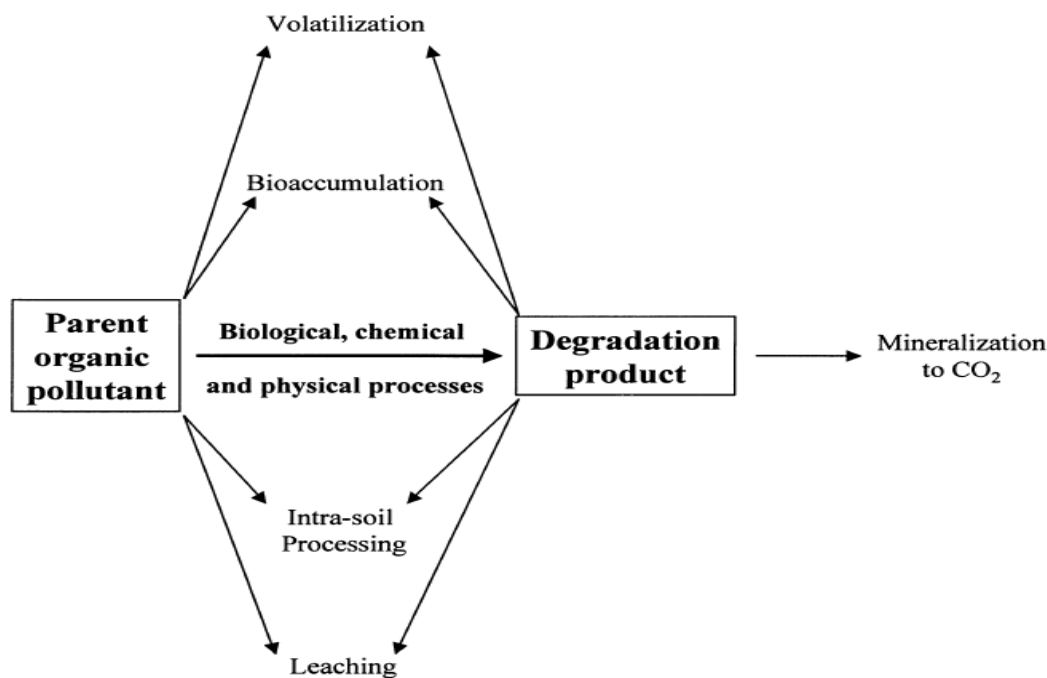 Volatilization
Bioaccumulation
Parent
organic
pollutant
Biological, chemical
and physical processes
Degradation
product
Mineralization
to CO₂
Intra-soil
Processing
Leaching